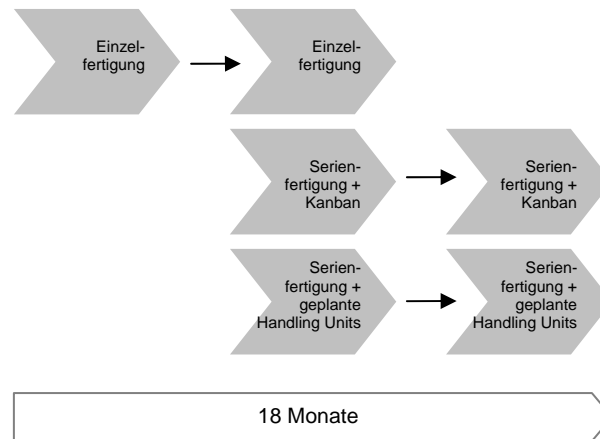 Einzel-
fertigung
Einzel-
fertigung
Serien-
fertigung +
Kanban
Serien-
fertigung +
Kanban
Serien-
fertigung +
geplante
Handling Units
Serien-
fertigung +
geplante
Handling Units
18 Monate